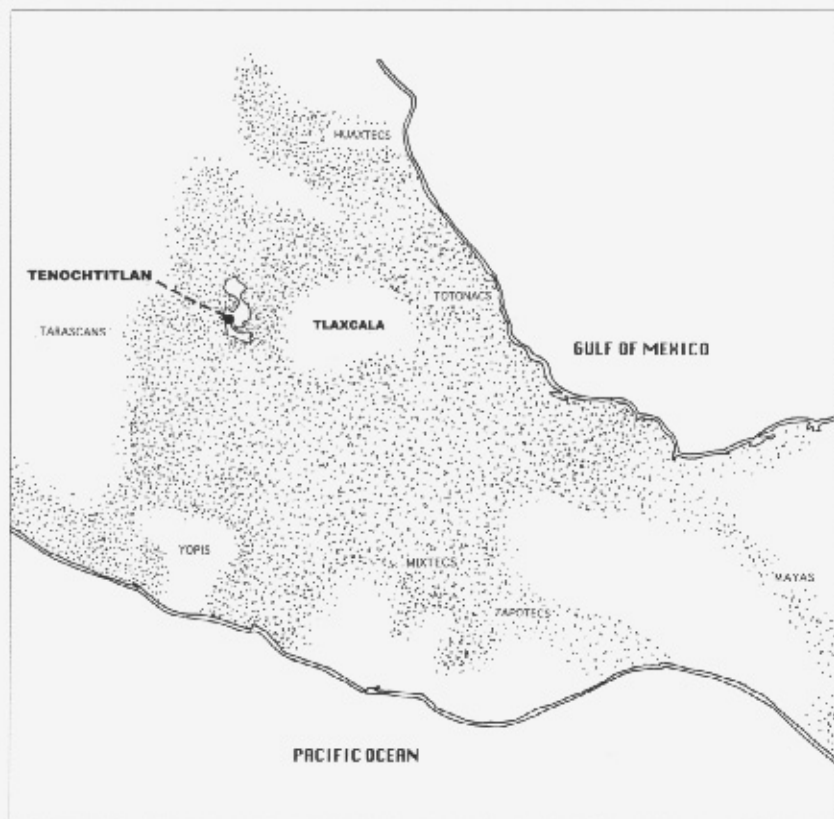 HUAXTECS
TENOCHTITLAN
TOTONACS
TLAXCALA
TARASCANS
GULF OF MEXICO
YOPIS
MIXTECS
MAYAS
ZAPOTECS
PACIFIC OCEAN